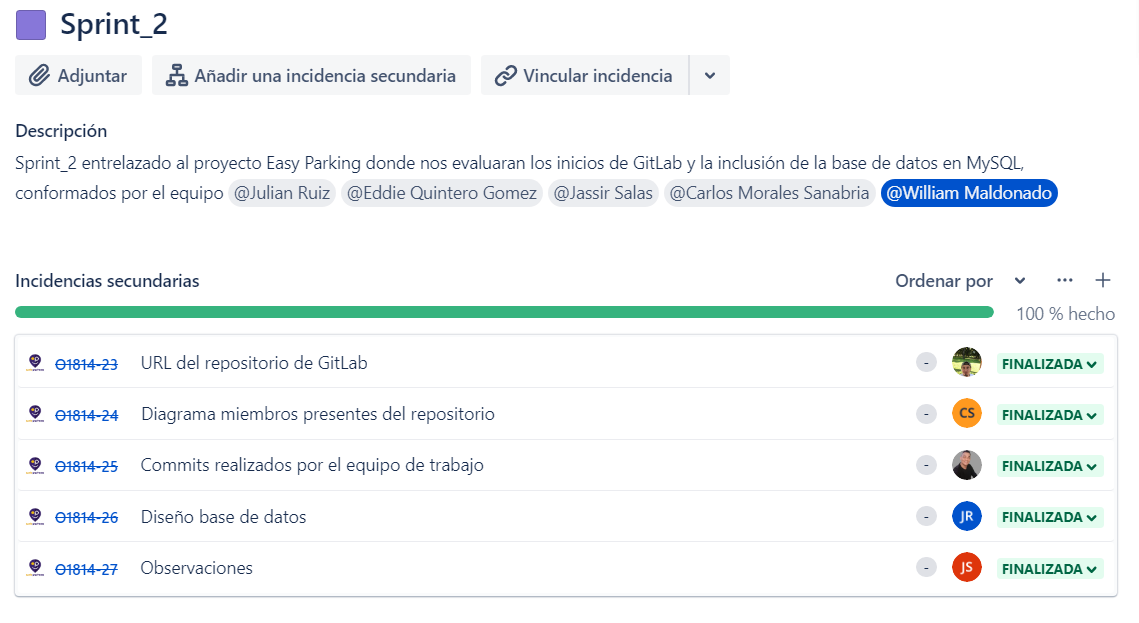 Sprint_2
Adjuntar Añadir una incidencia secundaria Vincular incidencia
Descripción
Sprint_2 entrelazado al proyecto Easy Parking donde nos evaluaran los inicios de GitLab y la inclusión de la base de datos en MySQL,
conformados por el equipo @Julian Ruiz @Eddie Quintero Gomez @Jassir Salas @Carlos Morales Sanabria @William Maldonado
Incidencias secundarias Ordenar por
100 % hecho
O1814-23 URL del repositorio de GitLab - FINALIZADA
O1814-24 Diagrama miembros presentes del repositorio - CS FINALIZADA
O1814-25 Commits realizados por el equipo de trabajo - FINALIZADA
O1814-26 Diseño base de datos - JR FINALIZADA
O1814-27 Observaciones - JS FINALIZADA